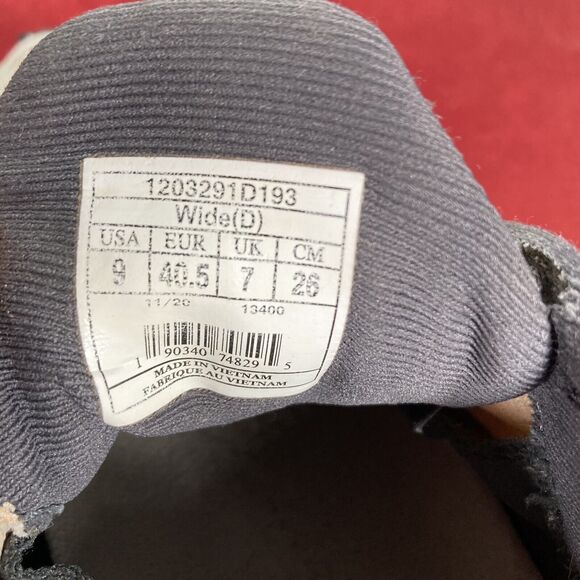 1203291D193
Wide(D)
USA EUR UK CM
9 40.5 7 26
11/20 13400
1 90340 74829 5
MADE IN VIETNAM
FABRIQUE AU VIETNAM